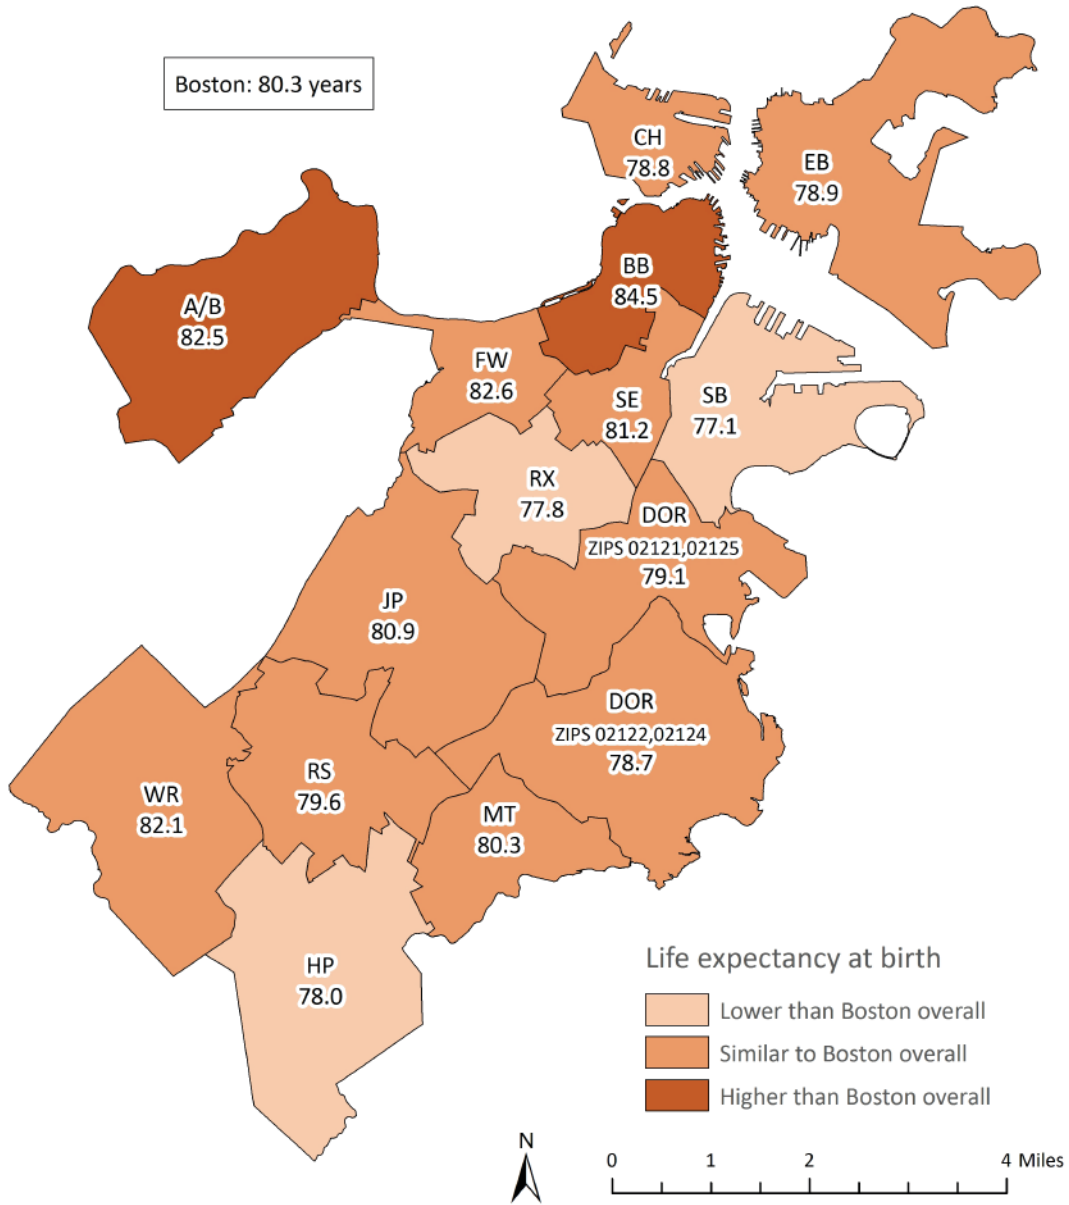 Boston: 80.3 years
CH
78.8
EB
78.9
BB
84.5
A/B
82.5
FW
82.6
SE
81.2
SB
77.1
RX
77.8
DOR
ZIPS 02121,02125
79.1
JP
80.9
DOR
ZIPS 02122,02124
78.7
RS
79.6
WR
82.1
MT
80.3
HP
78.0
Life expectancy at birth
Lower than Boston overall
Similar to Boston overall
Higher than Boston overall
N
0 1 2 4 Miles